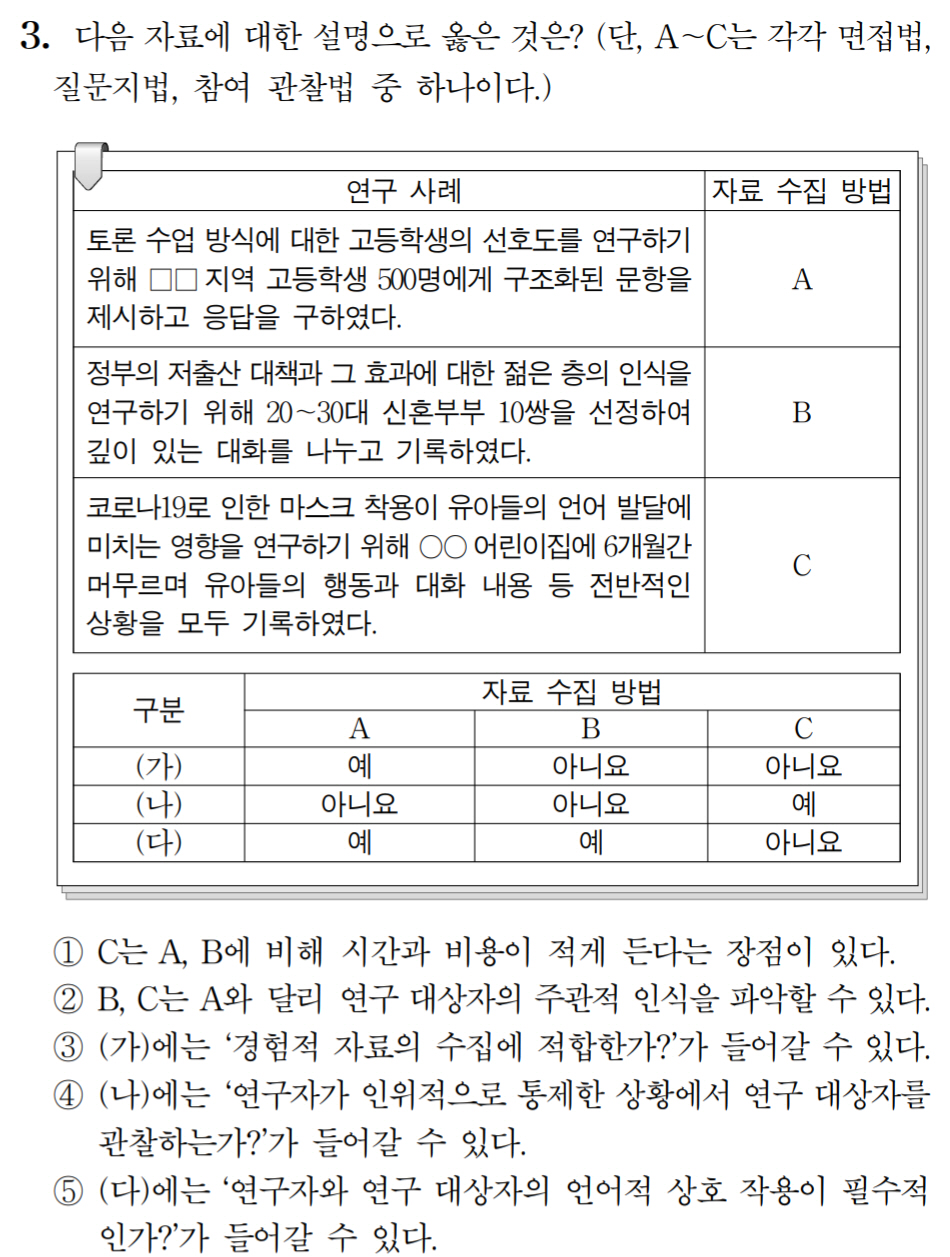 3. 다음 자료에 대한 설명으로 옳은 것은? (단, A~C는 각각 면접법,
질문지법, 참여 관찰법 중 하나이다.)
연구 사례 자료 수집 방법
토론 수업 방식에 대한 고등학생의 선호도를 연구하기
위해 □□ 지역 고등학생 500명에게 구조화된 문항을
제시하고 응답을 구하였다.
A
정부의 저출산 대책과 그 효과에 대한 젊은 층의 인식을
연구하기 위해 20~30대 신혼부부 10쌍을 선정하여
깊이 있는 대화를 나누고 기록하였다.
B
코로나19로 인한 마스크 착용이 유아들의 언어 발달에
미치는 영향을 연구하기 위해 ○○ 어린이집에 6개월간
머무르며 유아들의 행동과 대화 내용 등 전반적인
상황을 모두 기록하였다.
C
구분 자료 수집 방법
A B C
(가) 예 아니요 아니요
(나) 아니요 아니요 예
(다) 예 예 아니요
① C는 A, B에 비해 시간과 비용이 적게 든다는 장점이 있다.
② B, C는 A와 달리 연구 대상자의 주관적 인식을 파악할 수 있다.
③ (가)에는 ‘경험적 자료의 수집에 적합한가?’가 들어갈 수 있다.
④ (나)에는 ‘연구자가 인위적으로 통제한 상황에서 연구 대상자를
관찰하는가?’가 들어갈 수 있다.
⑤ (다)에는 ‘연구자와 연구 대상자의 언어적 상호 작용이 필수적
인가?’가 들어갈 수 있다.